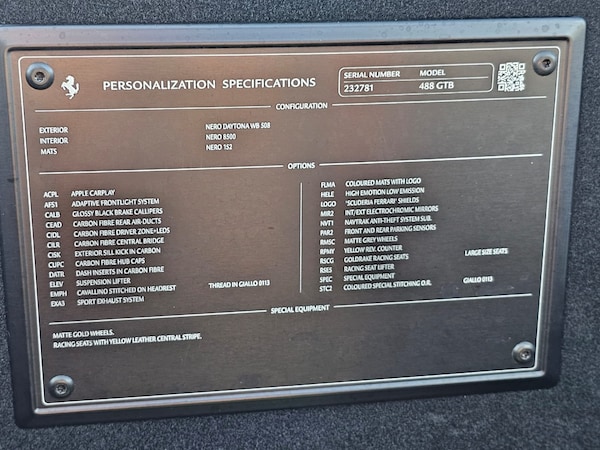 PERSONALIZATION SPECIFICATIONS
SERIAL NUMBER MODEL
232781 488 GTB
CONFIGURATION
EXTERIOR NERO DAYTONA WB 508
INTERIOR NERO 8500
MATS NERO 152
OPTIONS
ACPL APPLE CARPLAY
AFS1 ADAPTIVE FRONTLIGHT SYSTEM
CALB GLOSSY BLACK BRAKE CALLIPERS
CEAD CARBON FIBRE REAR AIR-DUCTS
CIDL CARBON FIBRE DRIVER ZONE+LEDS
CILR CARBON FIBRE CENTRAL BRIDGE
CISK EXTERIOR SILL KICK IN CARBON
CUPC CARBON FIBRE HUB CAPS
DATR DASH INSERTS IN CARBON FIBRE
ELEV SUSPENSION LIFTER
EMPH CAVALLINO STITCHED ON HEADREST THREAD IN GIALLO 0113
EXA3 SPORT EXHAUST SYSTEM
FLMA COLOURED MATS WITH LOGO
HELE HIGH EMOTION LOW EMISSION
LOGO 'SCUDERIA FERRARI' SHIELDS
MIR2 INT/EXT ELECTROCHROMIC MIRRORS
NVT1 NAVTRAK ANTI-THEFT SYSTEM SUB.
PAR2 FRONT AND REAR PARKING SENSORS
RMSC MATTE GREY WHEELS
RPHY YELLOW REV. COUNTER
RSCG GOLDRAKE RACING SEATS LARGE SIZE SEATS
RSES RACING SEAT LIFTER
SPEC SPECIAL EQUIPMENT
STC2 COLOURED SPECIAL STITCHING O.R. GIALLO 0113
SPECIAL EQUIPMENT
MATTE GOLD WHEELS.
RACING SEATS WITH YELLOW LEATHER CENTRAL STRIPE.